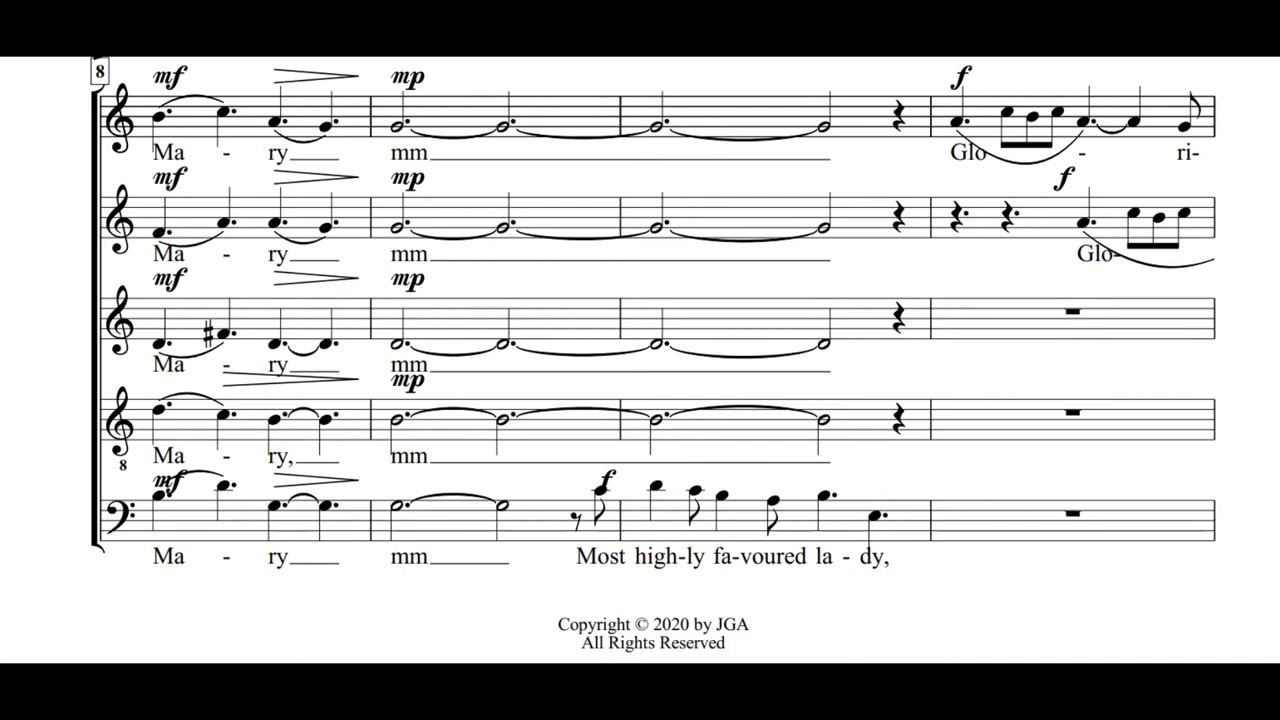 8
mf mp f
Ma - ry mm Glo - ri-
mf mp f
Ma - ry mm Glo-
mf mp
Ma - ry mm
mp
8
Ma - ry, mm
mf f
Ma - ry mm Most high-ly fa-voured la - dy,
Copyright © 2020 by JGA
All Rights Reserved